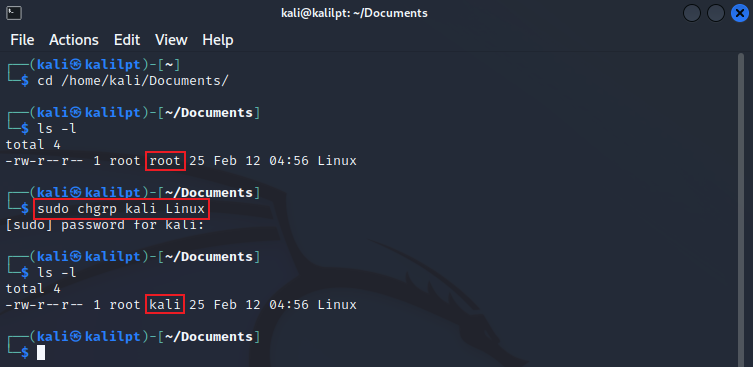 kali@kalilpt: ~/Documents
File Actions Edit View Help
┌──(kali㉿kalilpt)-[~]
└─$ cd /home/kali/Documents/
┌──(kali㉿kalilpt)-[~/Documents]
└─$ ls -l
total 4
-rw-r--r-- 1 root root 25 Feb 12 04:56 Linux
┌──(kali㉿kalilpt)-[~/Documents]
└─$ sudo chgrp kali Linux
[sudo] password for kali:
┌──(kali㉿kalilpt)-[~/Documents]
└─$ ls -l
total 4
-rw-r--r-- 1 root kali 25 Feb 12 04:56 Linux
┌──(kali㉿kalilpt)-[~/Documents]
└─$